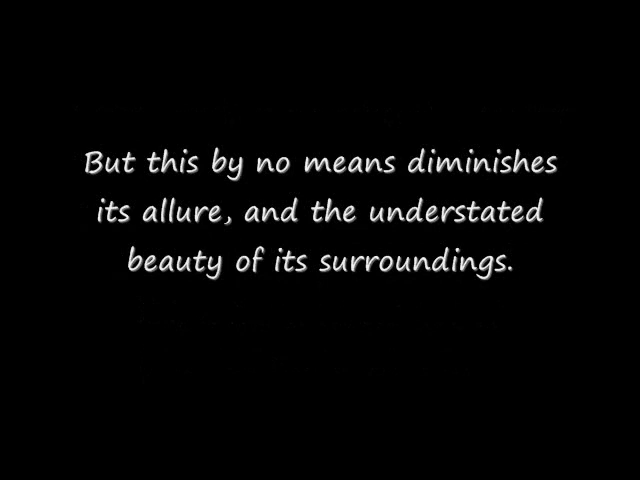 But this by no means diminishes
its allure, and the understated
beauty of its surroundings.